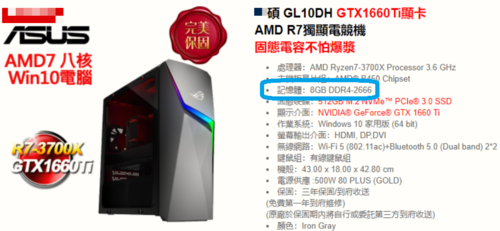 ASUS
AMD7 八核
Win10電腦
完美
保固
R7-3700X
GTX1660Ti
碩 GL10DH GTX1660Ti顯卡
AMD R7獨顯電競機
固態電容不怕爆漿
處理器：AMD Ryzen7-3700X Processor 3.6 GHz
主機板晶片組：AMD® B450 Chipset
記憶體：8GB DDR4-2666
固態硬碟：512GB M.2 NVMe™ PCIe® 3.0 SSD
顯示介面：NVIDIA® GeForce® GTX 1660 Ti
作業系統：Windows 10 家用版 (64 bit)
螢幕輸出介面：HDMI, DP,DVI
無線網路：Wi-Fi 5 (802.11ac)+Bluetooth 5.0 (Dual band) 2*2
鍵鼠組：有線鍵鼠組
機殼：43.00 x 18.00 x 42.80 cm
電源供應：500W 80 PLUS (GOLD)
保固：三年保固/到府收送
(免費第一年到府維修)
(原廠於保固期內將自行或委託第三方到府收送)
顏色：Iron Gray